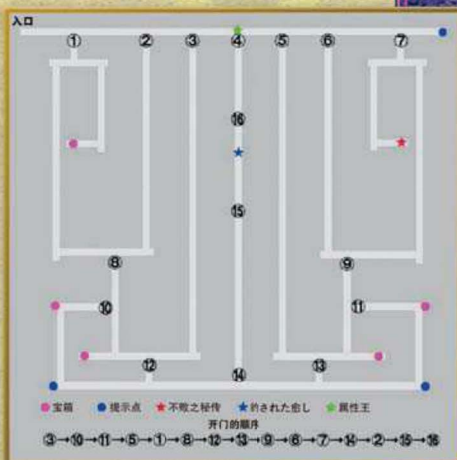 入口
① ② ③ ④ ⑤ ⑥ ⑦
⑯
⑮
⑧ ⑨
⑩ ⑪
⑫ ⑬
⑭
宝箱 提示点 不败之秘传 约された愈し 属性王
开门的顺序
③→⑩→⑪→⑤→①→⑧→⑫→⑬→⑨→⑥→⑦→⑭→②→⑮→⑯